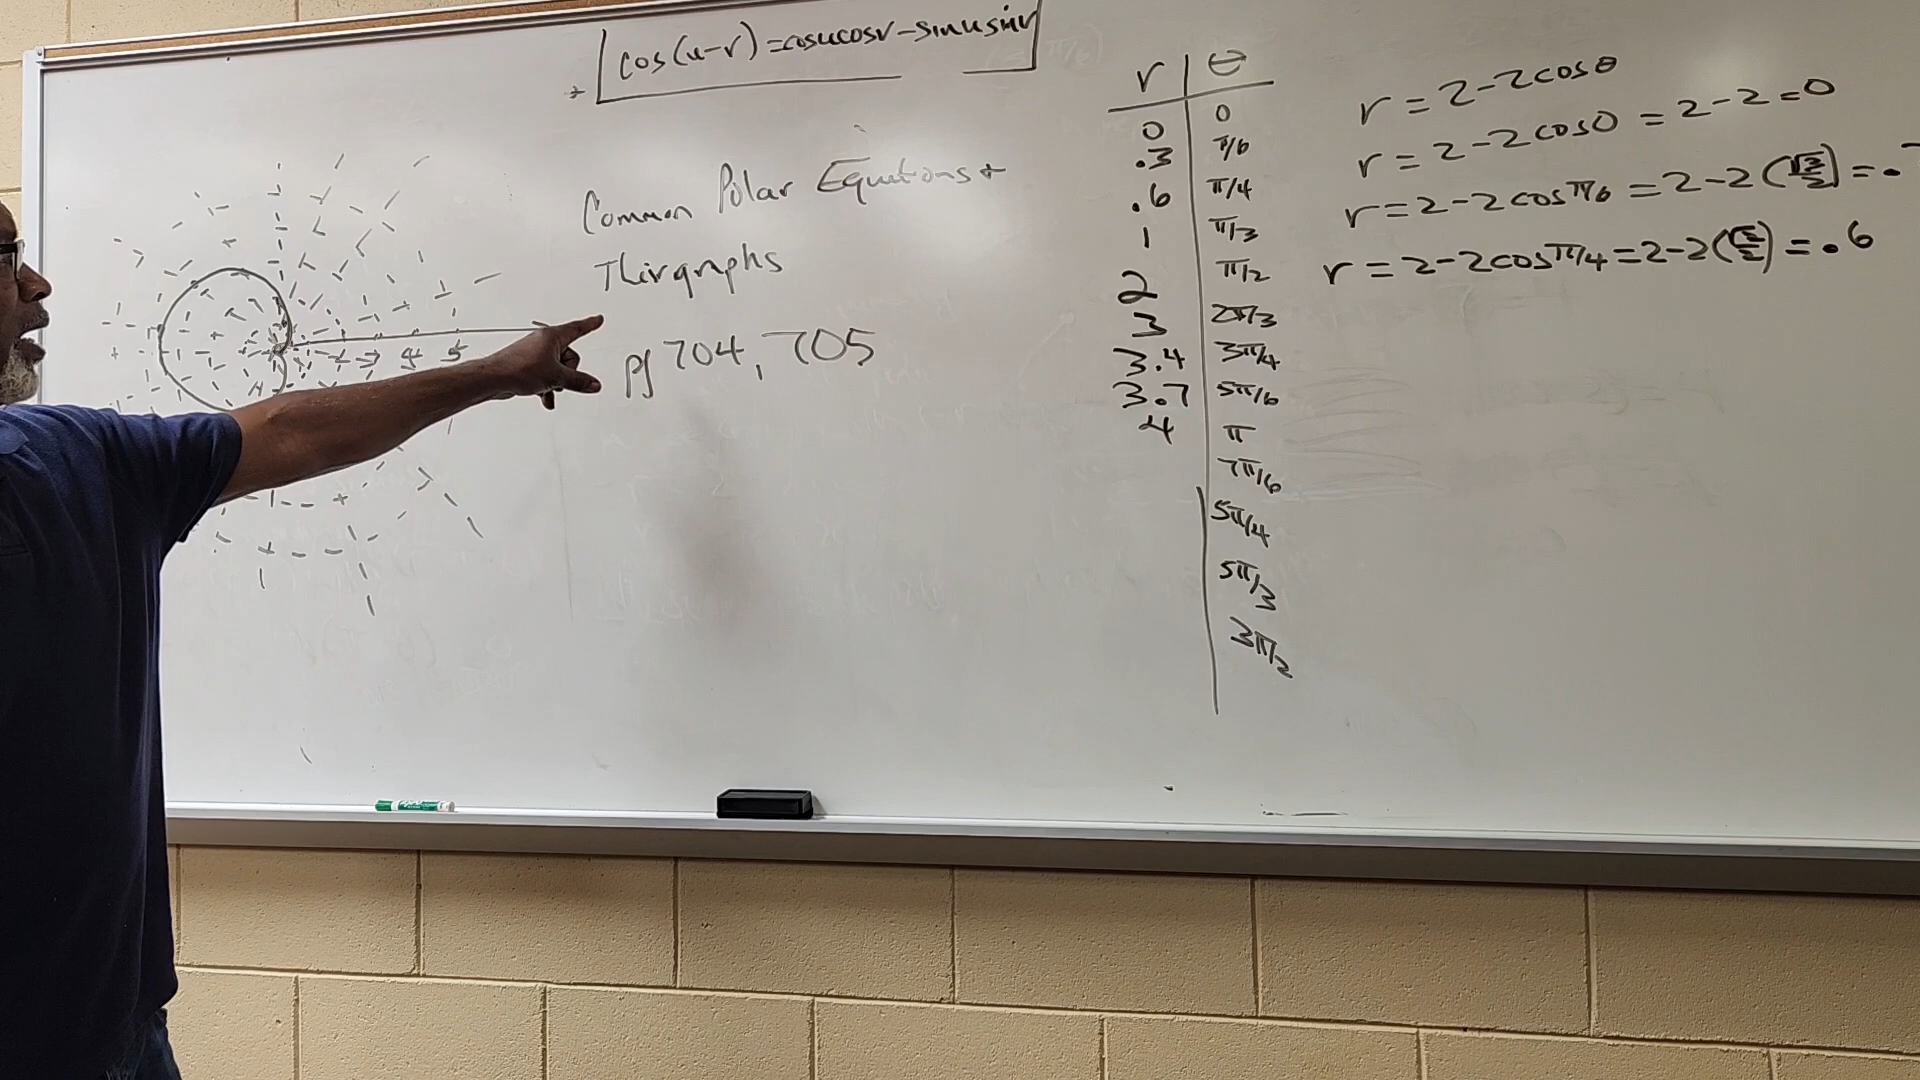 cos(u-v)=cosucosv-sinusinv
Common Polar Equations +
Their graphs
pg 704, 705
4 5
r θ
0 0
.3 π/6
.6 π/4
1 π/3
2 π/2
3 2π/3
3.4 3π/4
3.7 5π/6
4 π
7π/6
5π/4
5π/3
3π/2
r = 2-2cosθ
r = 2-2cos0 = 2-2=0
r = 2-2cosπ/6 = 2-2(√3/2) = .
r = 2-2cosπ/4 = 2-2(√2/2) = .6